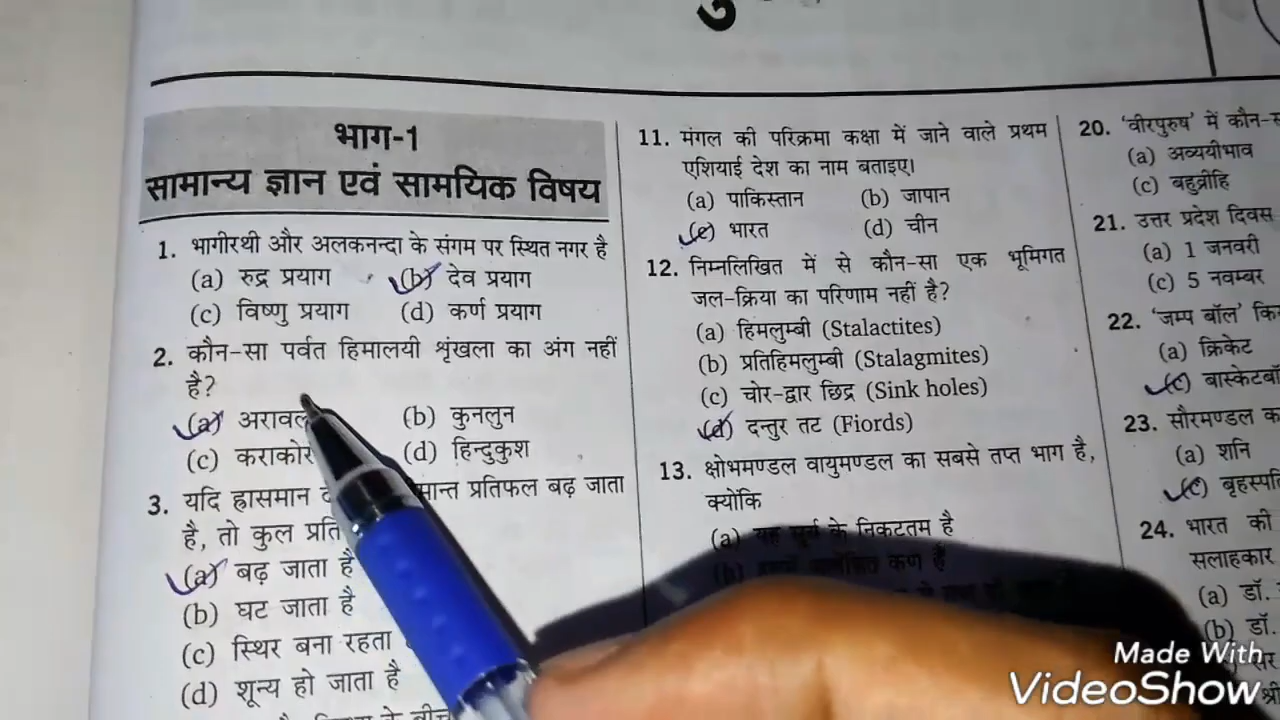 भाग-1
सामान्य ज्ञान एवं सामयिक विषय
1. भागीरथी और अलकनन्दा के संगम पर स्थित नगर है
(a) रुद्र प्रयाग (b) देव प्रयाग
(c) विष्णु प्रयाग (d) कर्ण प्रयाग
2. कौन-सा पर्वत हिमालयी शृंखला का अंग नहीं
है?
(a) अरावल (b) कुनलुन
(c) कराकोर (d) हिन्दुकुश
3. यदि ह्रासमान प्रतिफल बढ़ जाता
है, तो कुल प्रति
(a) बढ़ जाता है
(b) घट जाता है
(c) स्थिर बना रहता
(d) शून्य हो जाता है
11. मंगल की परिक्रमा कक्षा में जाने वाले प्रथम
एशियाई देश का नाम बताइए।
(a) पाकिस्तान (b) जापान
(c) भारत (d) चीन
12. निम्नलिखित में से कौन-सा एक भूमिगत
जल-क्रिया का परिणाम नहीं है?
(a) हिमलुम्बी (Stalactites)
(b) प्रतिहिमलुम्बी (Stalagmites)
(c) चोर-द्वार छिद्र (Sink holes)
(d) दन्तुर तट (Fiords)
13. क्षोभमण्डल वायुमण्डल का सबसे तप्त भाग है,
क्योंकि
(a) यह सूर्य के निकटतम है
(b) कण हैं
20. 'वीरपुरुष' में कौन-स
(a) अव्ययीभाव
(c) बहुव्रीहि
21. उत्तर प्रदेश दिवस
(a) 1 जनवरी
(c) 5 नवम्बर
22. 'जम्प बॉल' कि
(a) क्रिकेट
(c) बास्केटबॉ
23. सौरमण्डल क
(a) शनि
(c) बृहस्पति
24. भारत की
सलाहकार
(a) डॉ.
(b) डॉ.
Made With
VideoShow